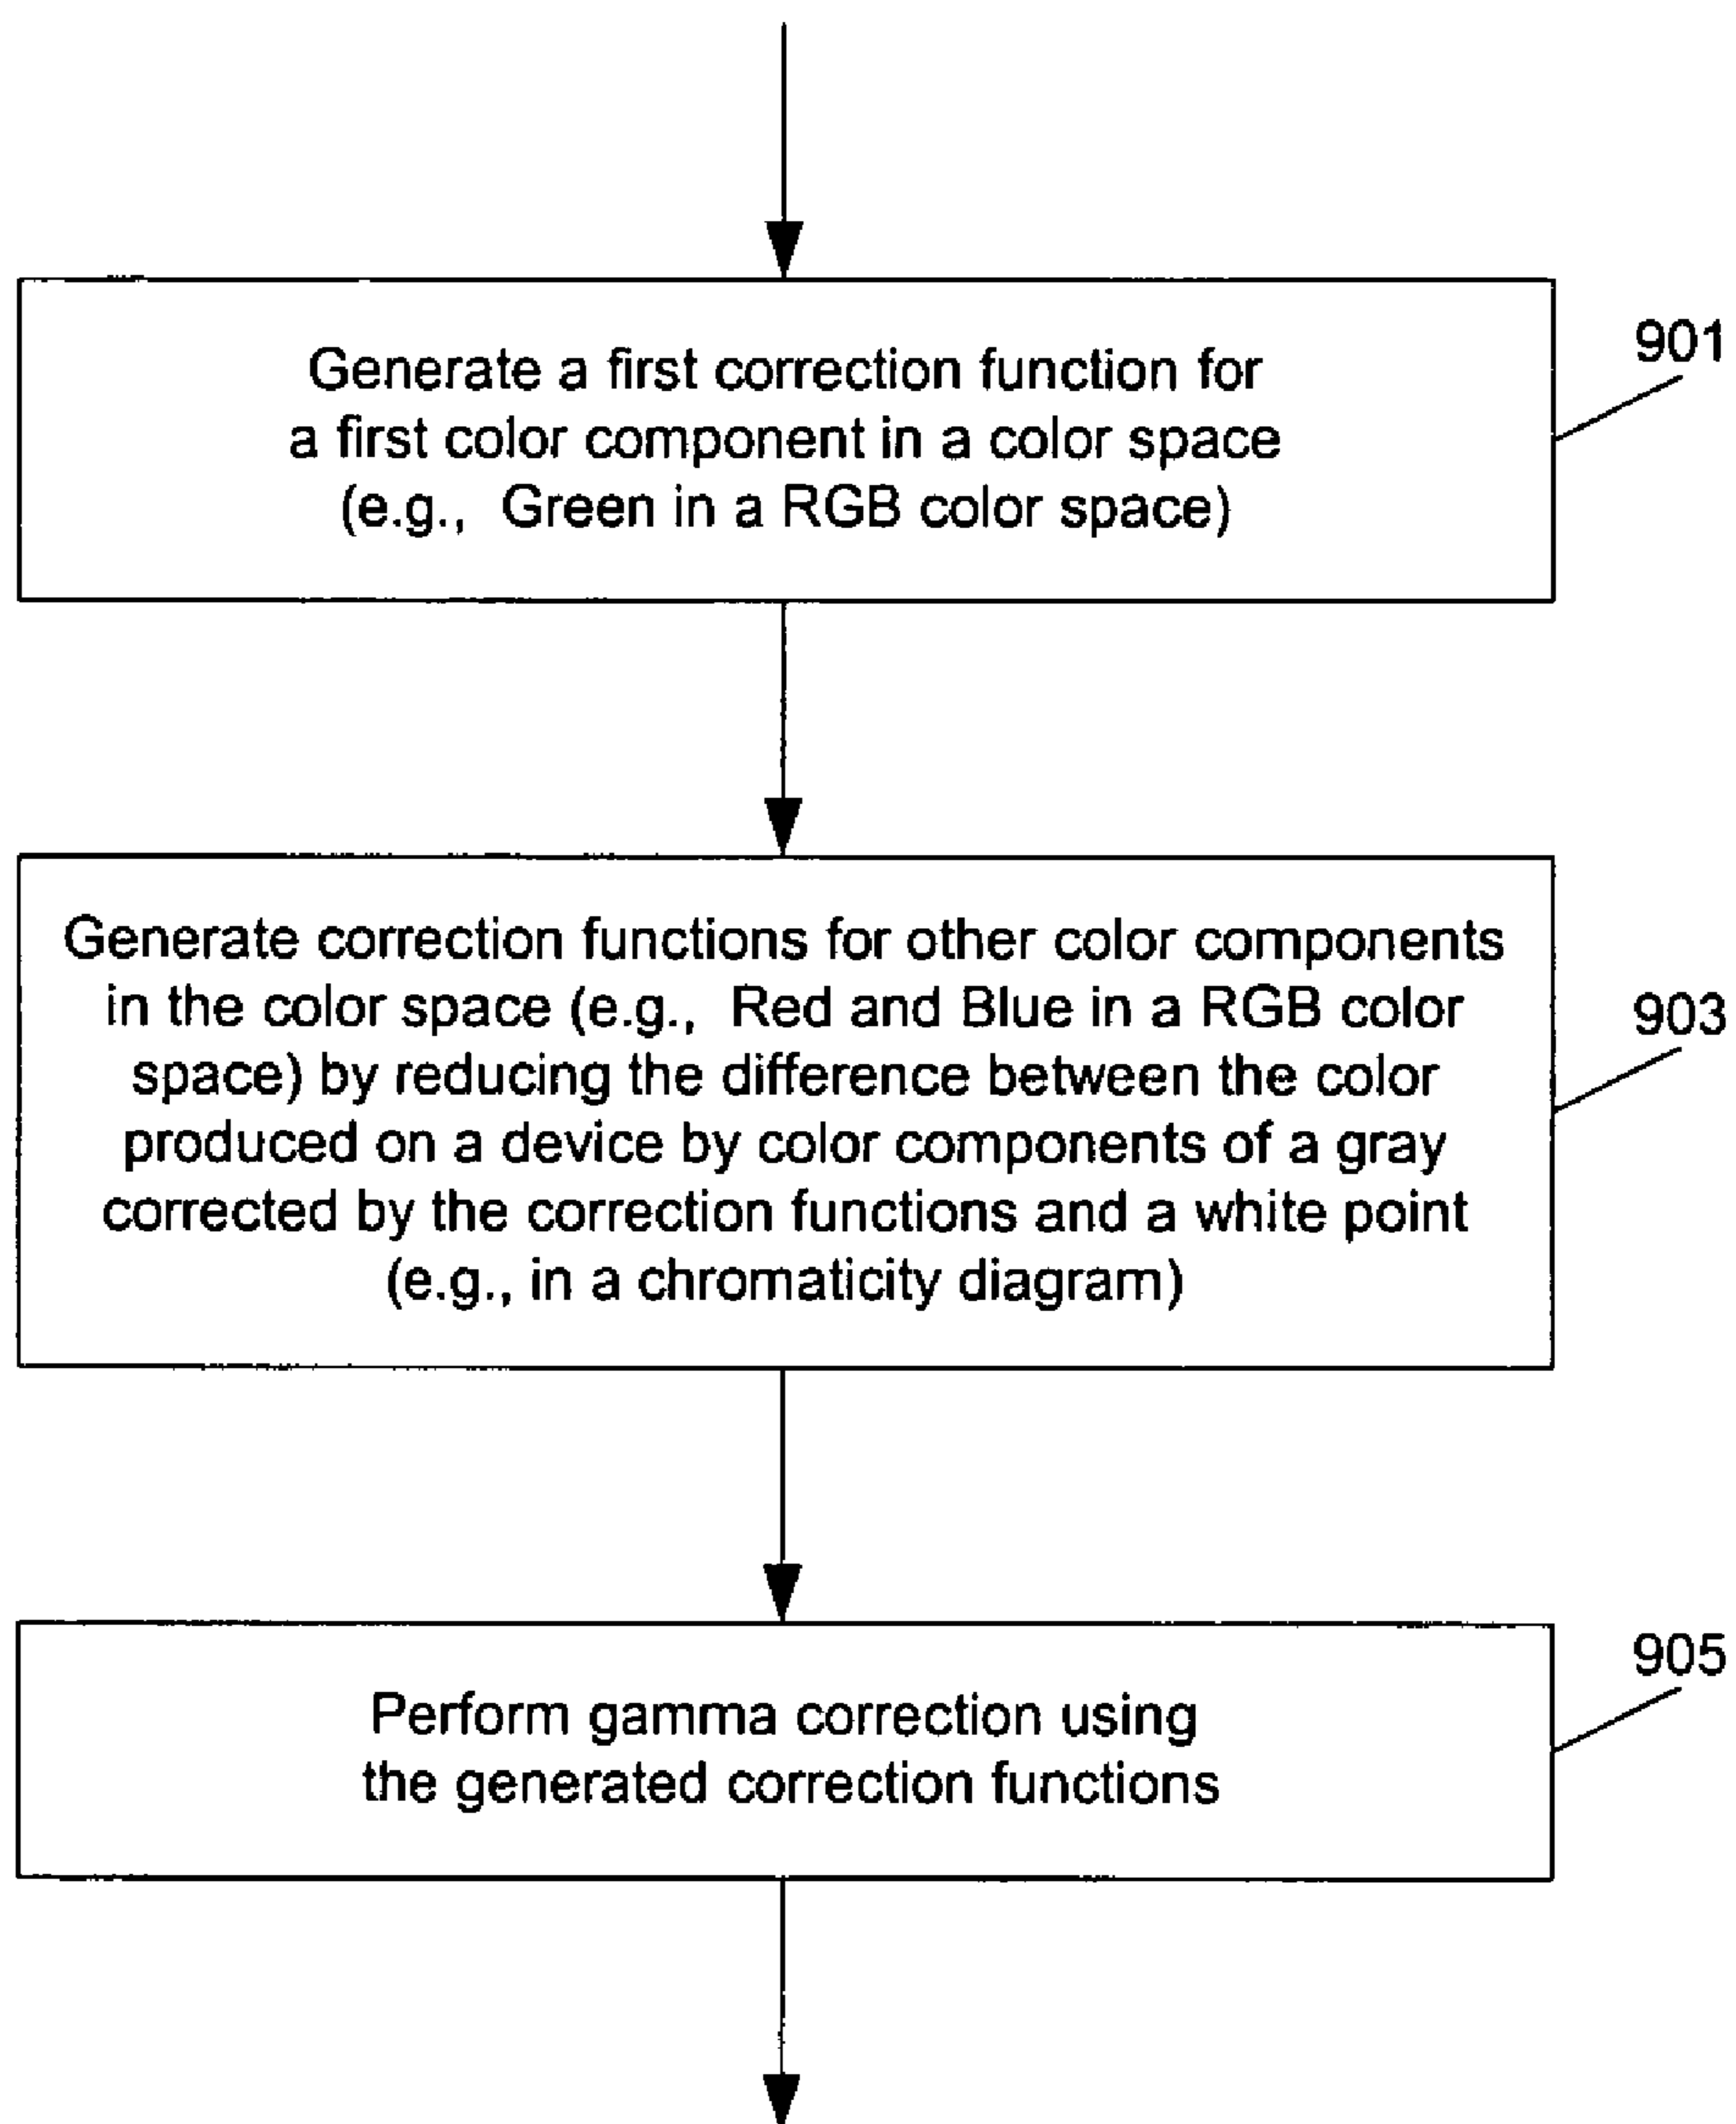 Generate a first correction function for
a first color component in a color space
(e.g., Green in a RGB color space)
901
Generate correction functions for other color components
in the color space (e.g., Red and Blue in a RGB color
space) by reducing the difference between the color
produced on a device by color components of a gray
corrected by the correction functions and a white point
(e.g., in a chromaticity diagram)
903
Perform gamma correction using
the generated correction functions
905